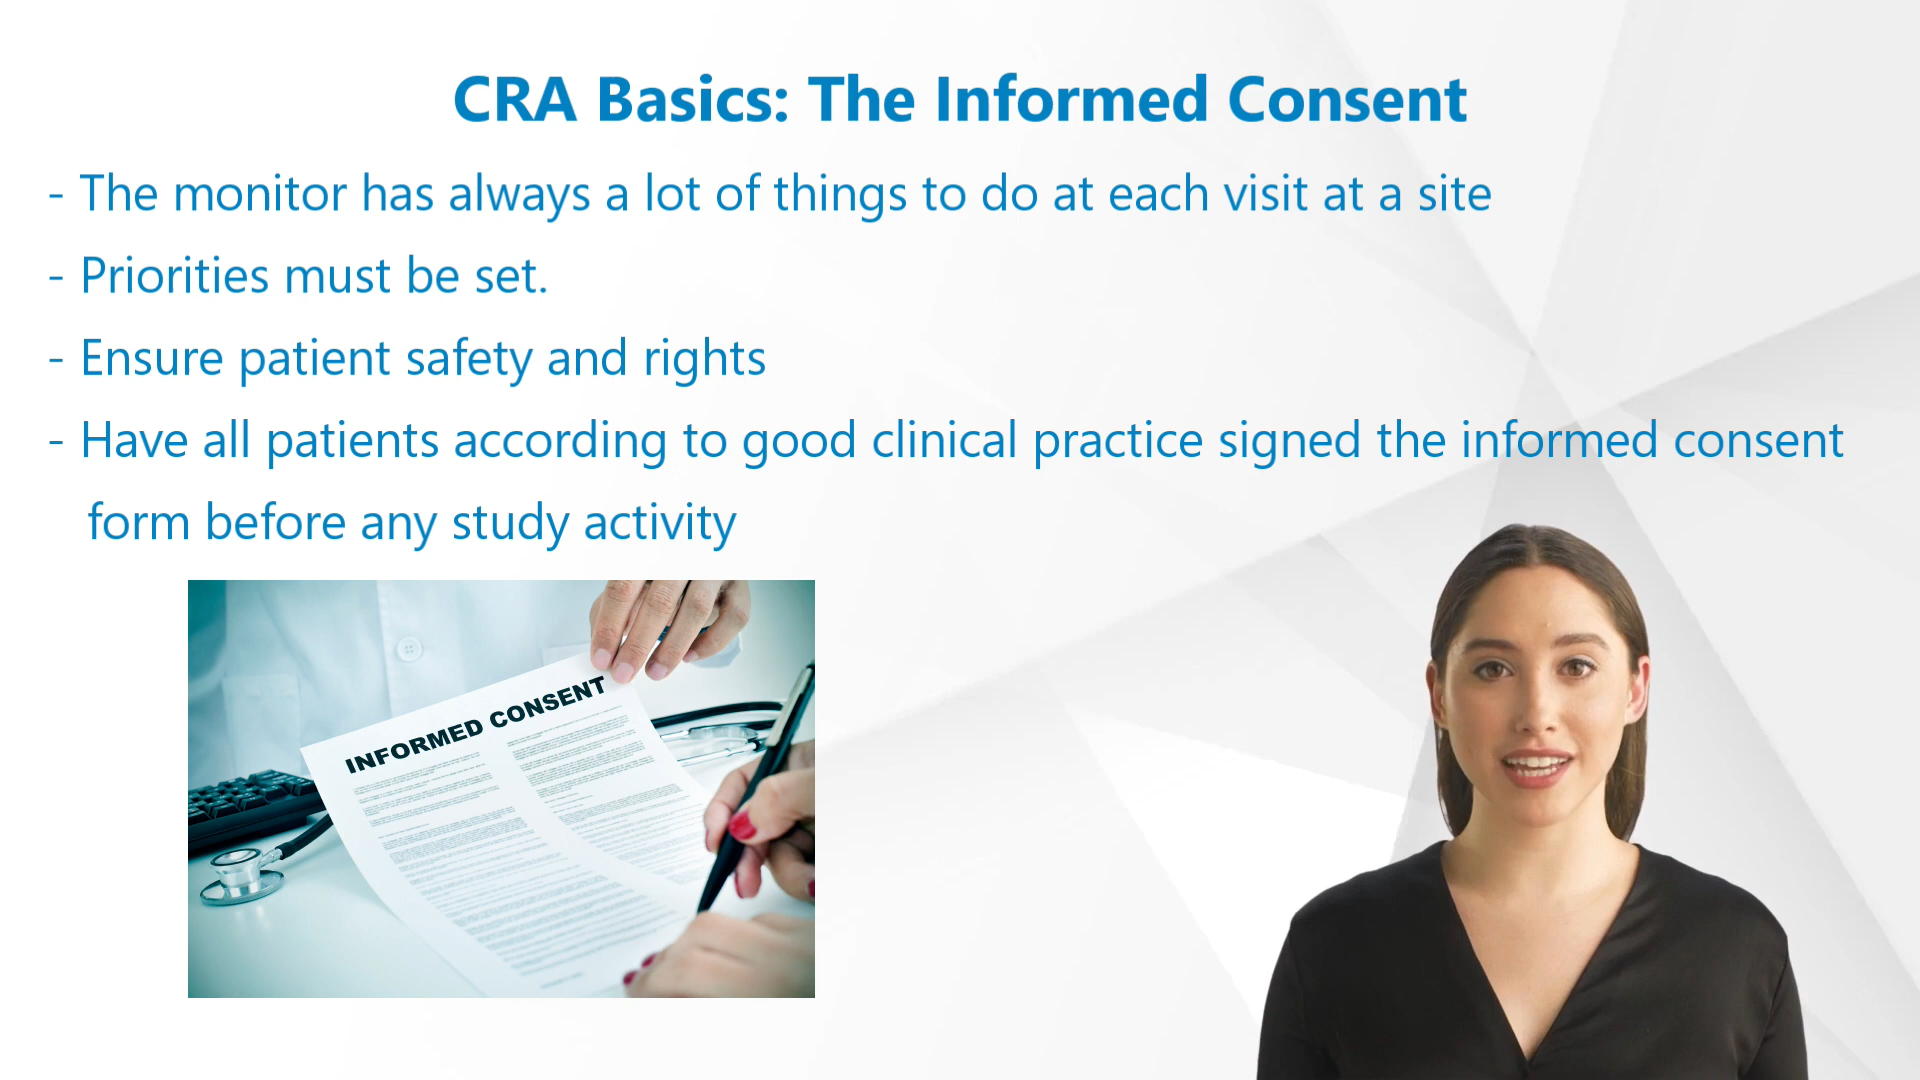 CRA Basics: The Informed Consent
- The monitor has always a lot of things to do at each visit at a site
- Priorities must be set.
- Ensure patient safety and rights
- Have all patients according to good clinical practice signed the informed consent
form before any study activity
INFORMED CONSENT